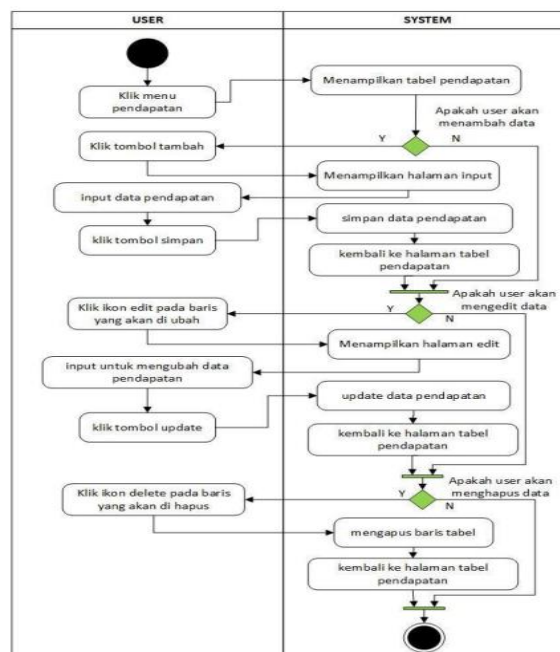 USER
SYSTEM
Klik menu
pendapatan
Menampilkan tabel pendapatan
Apakah user akan
menambah data
Y
N
Klik tombol tambah
Menampilkan halaman input
input data pendapatan
klik tombol simpan
simpan data pendapatan
kembali ke halaman tabel
pendapatan
Apakah user akan
mengedit data
Y
N
Klik ikon edit pada baris
yang akan di ubah
Menampilkan halaman edit
input untuk mengubah data
pendapatan
klik tombol update
update data pendapatan
kembali ke halaman tabel
pendapatan
Apakah user akan
menghapus data
Y
N
Klik ikon delete pada baris
yang akan di hapus
mengapus baris tabel
kembali ke halaman tabel
pendapatan